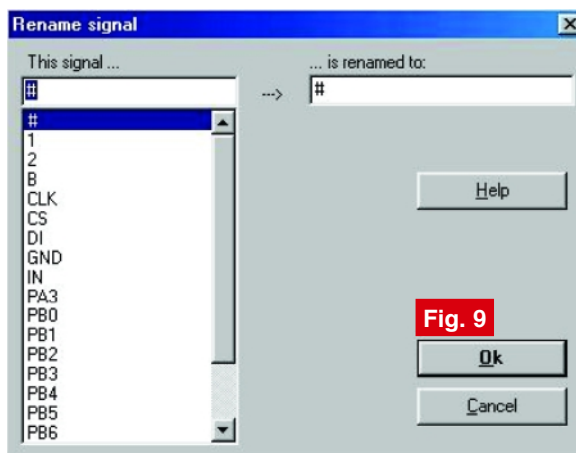 Rename signal
This signal ...
... is renamed to:
#
--->
#
#
1
2
B
CLK
CS
DI
GND
IN
PA3
PB0
PB1
PB2
PB3
PB4
PB5
PB6
Help
Fig. 9
Ok
Cancel